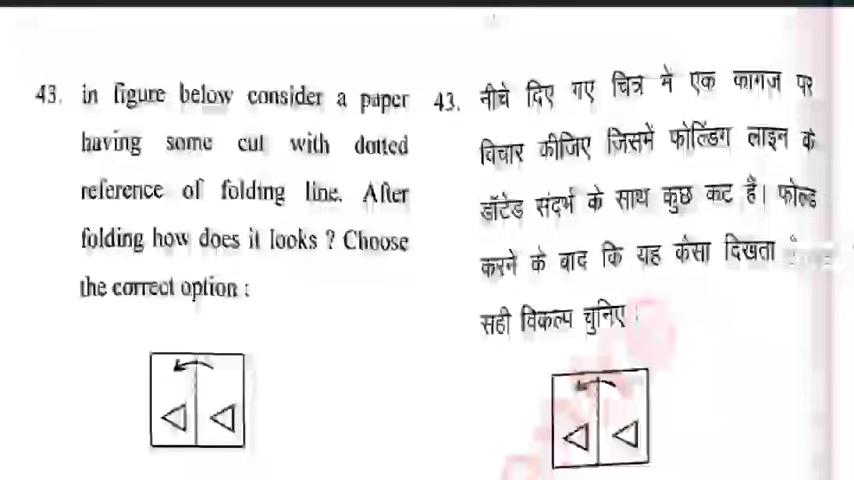 43. in figure below consider a paper
having some cut with dotted
reference of folding line. After
folding how does it looks ? Choose
the correct option :
43. नीचे दिए गए चित्र में एक कागज़ पर
विचार कीजिए जिसमें फोल्डिंग लाइन के
डॉटेड संदर्भ के साथ कुछ कट हैं। फोल्ड
करने के बाद कि यह कैसा दिखता
सही विकल्प चुनिए :